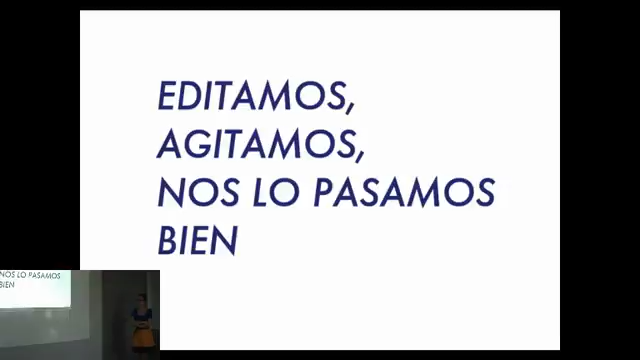 EDITAMOS,
AGITAMOS,
NOS LO PASAMOS
BIEN
NOS LO PASAMOS
BIEN